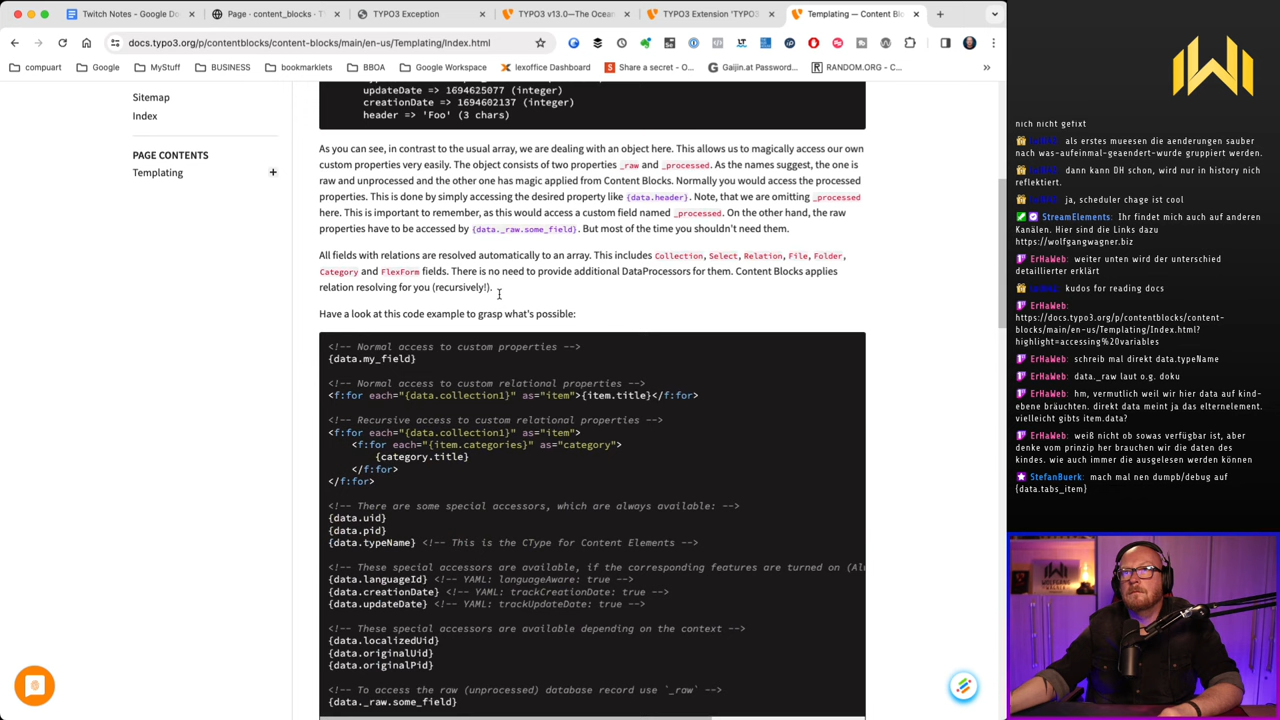 Twitch Notes - Google Do
Page · content_blocks · T
TYPO3 Exception
TYPO3 v13.0—The Ocean
TYPO3 Extension 'TYPO3
Templating — Content Blo
docs.typo3.org/p/contentblocks/content-blocks/main/en-us/Templating/Index.html
compuart
Google
MyStuff
BUSINESS
bookmarklets
BBOA
Google Workspace
lexoffice Dashboard
Share a secret - O...
Gaijin.at Password...
RANDOM.ORG - C...
Sitemap
Index
PAGE CONTENTS
Templating
updateDate => 1694625077 (integer)
creationDate => 1694602137 (integer)
header => 'Foo' (3 chars)
As you can see, in contrast to the usual array, we are dealing with an object here. This allows us to magically access our own
custom properties very easily. The object consists of two properties _raw and _processed. As the names suggest, the one is
raw and unprocessed and the other one has magic applied from Content Blocks. Normally you would access the processed
properties. This is done by simply accessing the desired property like {data.header}. Note, that we are omitting _processed
here. This is important to remember, as this would access a custom field named _processed. On the other hand, the raw
properties have to be accessed by {data._raw.some_field}. But most of the time you shouldn't need them.
All fields with relations are resolved automatically to an array. This includes Collection, Select, Relation, File, Folder,
Category and FlexForm fields. There is no need to provide additional DataProcessors for them. Content Blocks applies
relation resolving for you (recursively!).
Have a look at this code example to grasp what's possible:
<!-- Normal access to custom properties -->
{data.my_field}
<!-- Normal access to custom relational properties -->
<f:for each="{data.collection1}" as="item">{item.title}</f:for>
<!-- Recursive access to custom relational properties -->
<f:for each="{data.collection1}" as="item">
<f:for each="{item.categories}" as="category">
{category.title}
</f:for>
</f:for>
<!-- There are some special accessors, which are always available: -->
{data.uid}
{data.pid}
{data.typeName} <!-- This is the CType for Content Elements -->
<!-- These special accessors are available, if the corresponding features are turned on (Al
{data.languageId} <!-- YAML: languageAware: true -->
{data.creationDate} <!-- YAML: trackCreationDate: true -->
{data.updateDate} <!-- YAML: trackUpdateDate: true -->
<!-- These special accessors are available depending on the context -->
{data.localizedUid}
{data.originalUid}
{data.originalPid}
<!-- To access the raw (unprocessed) database record use `_raw` -->
{data._raw.some_field}
nich nicht gefixt
als erstes mueesen die aenderungen sauber
nach was-aufeinmal-geaendert-wurde gruppiert werden.
dann kann DH schon, wird nur in history nich
reflektiert.
ja, scheduler chage ist cool
StreamElements: Ihr findet mich auch auf anderen
Kanälen. Hier sind die Links dazu
https://wolfgangwagner.biz
ErHaWeb: weiter unten wird der unterschied
detaillierter erklärt
kudos for reading docs
ErHaWeb:
https://docs.typo3.org/p/contentblocks/content-
blocks/main/en-us/Templating/Index.html?
highlight=accessing%20variables
ErHaWeb: schreib mal direkt data.typeName
ErHaWeb: data._raw laut o.g. doku
ErHaWeb: hm, vermutlich weil wir hier data auf kind-
ebene bräuchten. direkt data meint ja das elternelement.
vielleicht gibts item.data?
ErHaWeb: weiß nicht ob sowas verfügbar ist, aber
denke vom prinzip her brauchen wir die daten des
kindes. wie auch immer die ausgelesen werden können
StefanBuerk: mach mal nen dumpb/debug auf
{data.tabs_item}